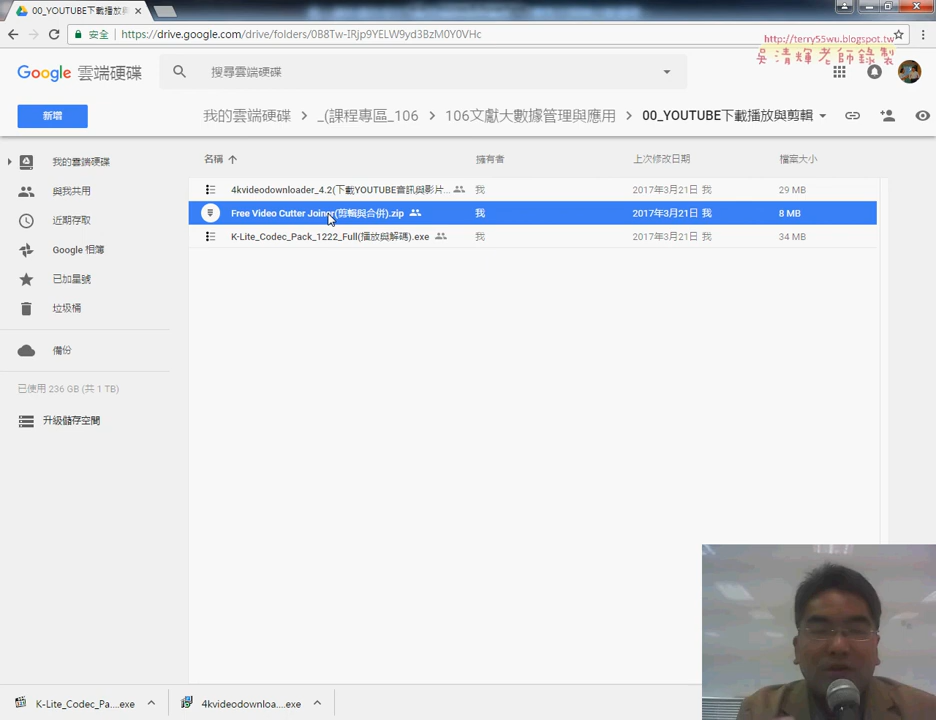 00_YOUTUBE下載播放
安全 https://drive.google.com/drive/folders/0B8Tw-IRjp9YELW9yd3BzM0Y0VHc
http://terry55wu.blogspot.tw
吳清輝老師錄製
Google 雲端硬碟
搜尋雲端硬碟
新增
我的雲端硬碟 > _(課程專區_106 > 106文獻大數據管理與應用 > 00_YOUTUBE下載播放與剪輯
名稱 擁有者 上次修改日期 檔案大小
我的雲端硬碟
4kvideodownloader_4.2(下載YOUTUBE音訊與影片... 我 2017年3月21日 我 29 MB
與我共用
Free Video Cutter Joiner(剪輯與合併).zip 我 2017年3月21日 我 8 MB
近期存取
K-Lite_Codec_Pack_1222_Full(播放與解碼).exe 我 2017年3月21日 我 34 MB
Google 相簿
已加星號
垃圾桶
備份
已使用 236 GB (共 1 TB)
升級儲存空間
K-Lite_Codec_Pa....exe
4kvideodownloa....exe